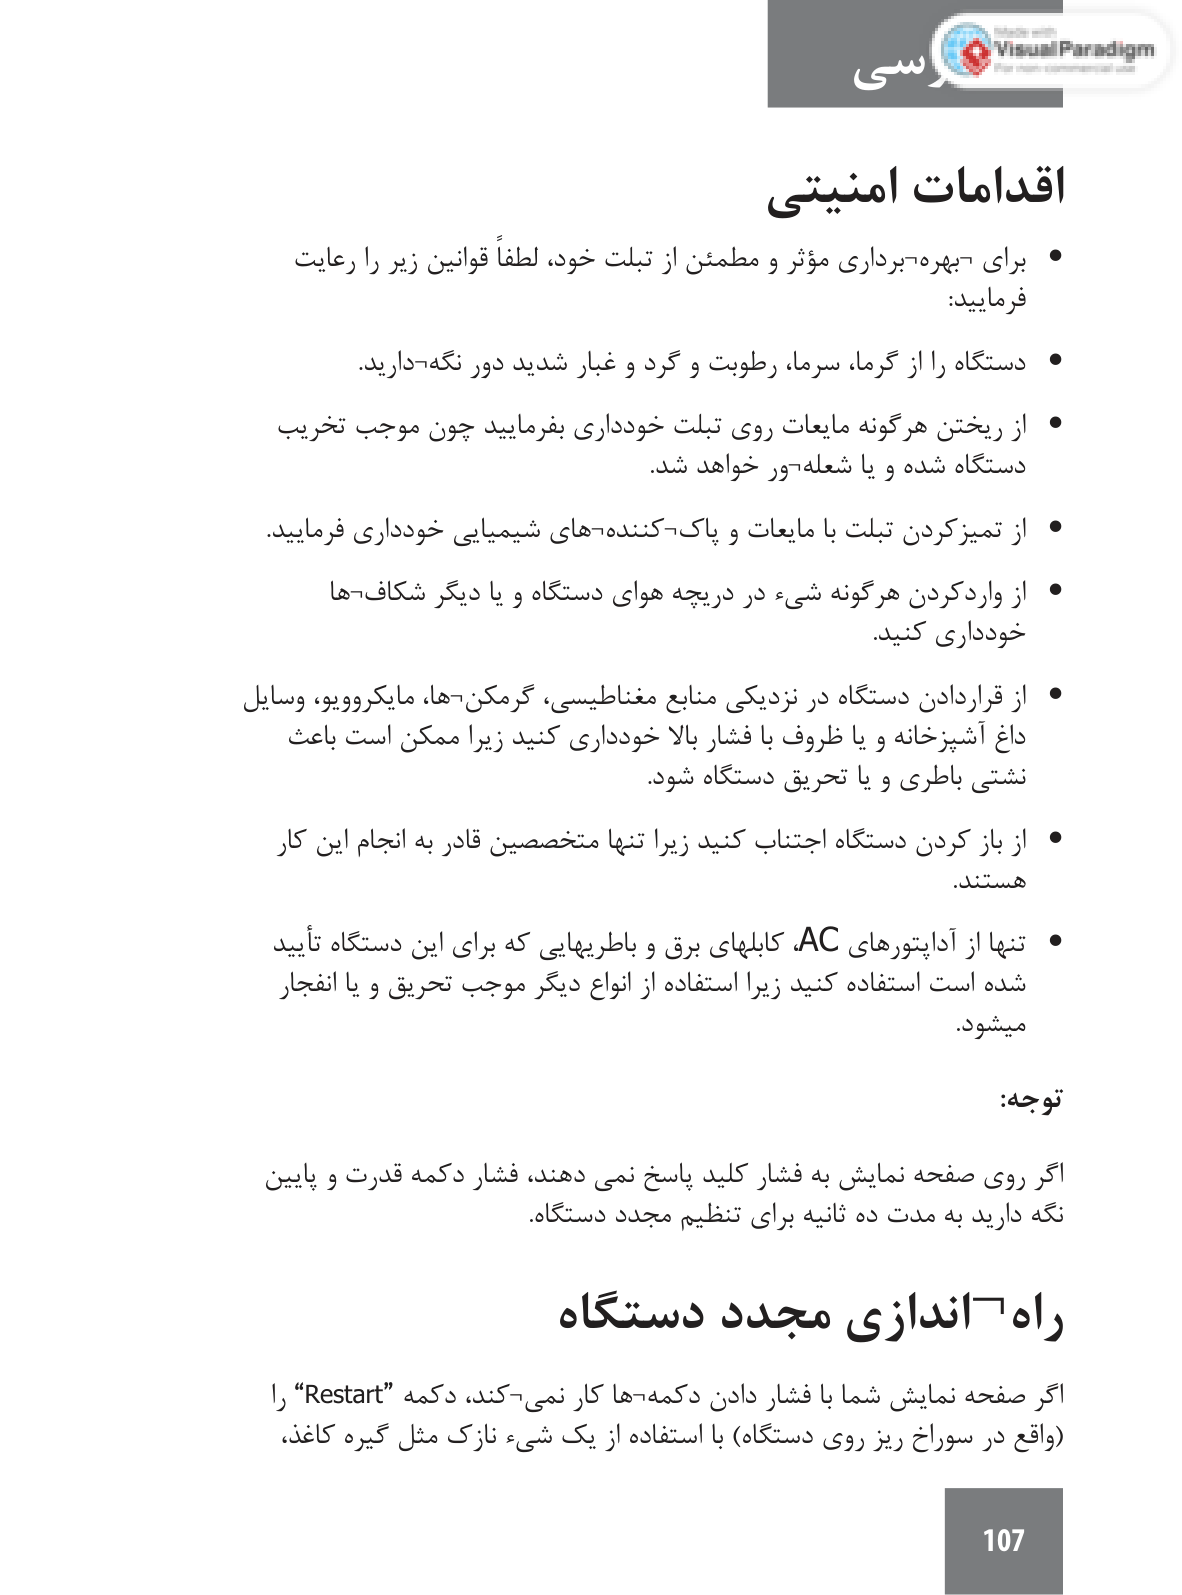 Made with
Visual Paradigm
For non-commercial use
اقدامات امنیتی
• برای ¬بهره¬برداری مؤثر و مطمئن از تبلت خود، لطفاً قوانین زیر را رعایت
فرمایید:
• دستگاه را از گرما، سرما، رطوبت و گرد و غبار شدید دور نگه¬دارید.
• از ریختن هرگونه مایعات روی تبلت خودداری بفرمایید چون موجب تخریب
دستگاه شده و یا شعله¬ور خواهد شد.
• از تمیزکردن تبلت با مایعات و پاک¬کننده¬های شیمیایی خودداری فرمایید.
• از واردکردن هرگونه شیء در دریچه هوای دستگاه و یا دیگر شکاف¬ها
خودداری کنید.
• از قراردادن دستگاه در نزدیکی منابع مغناطیسی، گرمکن¬ها، مایکروویو، وسایل
داغ آشپزخانه و یا ظروف با فشار بالا خودداری کنید زیرا ممکن است باعث
نشتی باطری و یا تحریق دستگاه شود.
• از باز کردن دستگاه اجتناب کنید زیرا تنها متخصصین قادر به انجام این کار
هستند.
• تنها از آداپتورهای AC، کابلهای برق و باطریهایی که برای این دستگاه تأیید
شده است استفاده کنید زیرا استفاده از انواع دیگر موجب تحریق و یا انفجار
میشود.
توجه:
اگر روی صفحه نمایش به فشار کلید پاسخ نمی دهند، فشار دکمه قدرت و پایین
نگه دارید به مدت ده ثانیه برای تنظیم مجدد دستگاه.
راه¬اندازی مجدد دستگاه
اگر صفحه نمایش شما با فشار دادن دکمه¬ها کار نمی¬کند، دکمه “Restart” را
(واقع در سوراخ ریز روی دستگاه) با استفاده از یک شیء نازک مثل گیره کاغذ،
107